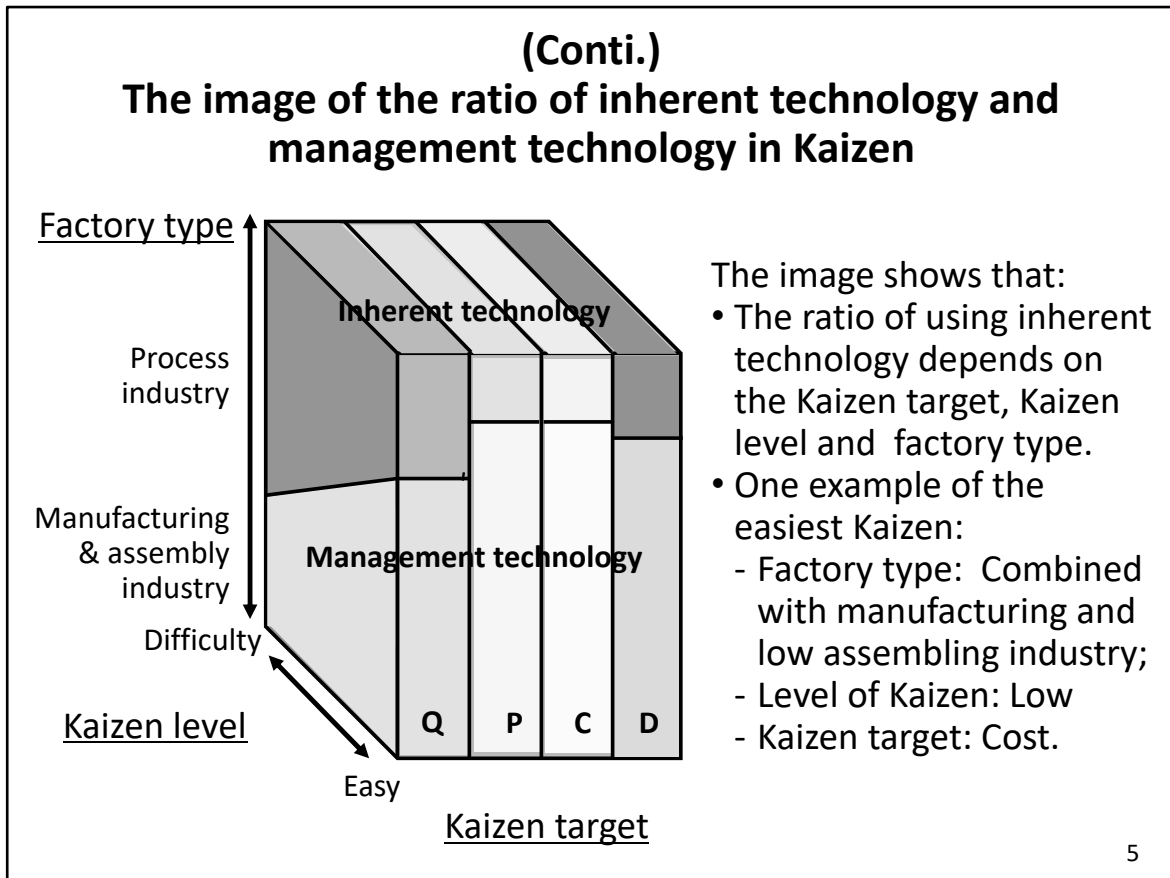 (Conti.)
The image of the ratio of inherent technology and
management technology in Kaizen
Factory type
Process
industry
Manufacturing
& assembly
industry
Difficulty
Kaizen level
Easy
Inherent technology
Management technology
Q P C D
Kaizen target
The image shows that:
• The ratio of using inherent
technology depends on
the Kaizen target, Kaizen
level and factory type.
• One example of the
easiest Kaizen:
- Factory type: Combined
with manufacturing and
low assembling industry;
- Level of Kaizen: Low
- Kaizen target: Cost.
5